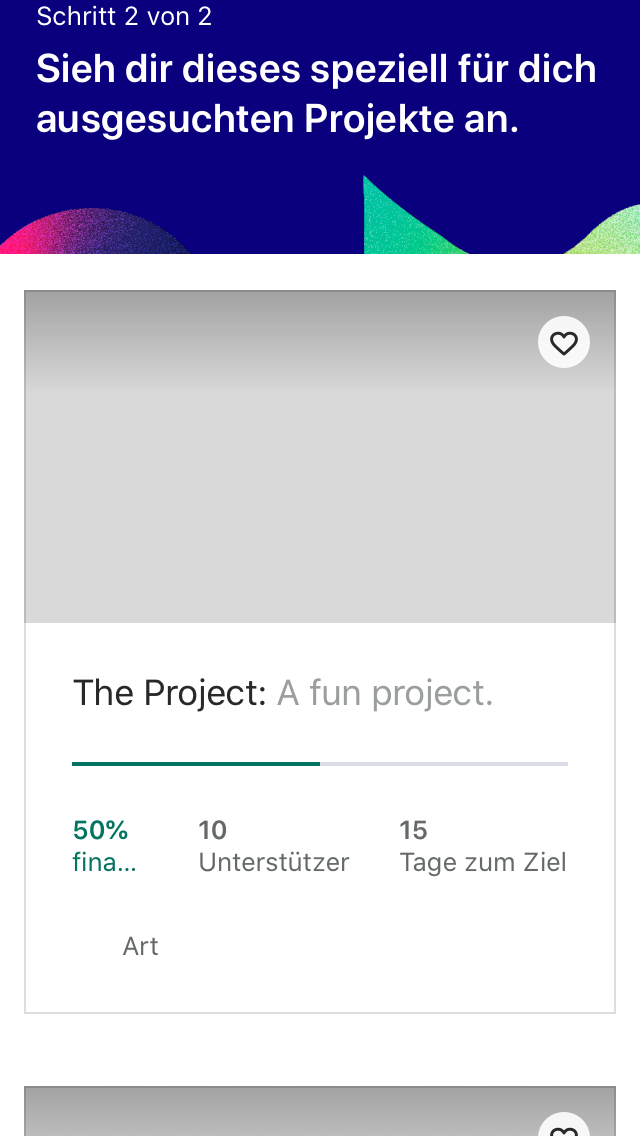 Schritt 2 von 2
Sieh dir dieses speziell für dich
ausgesuchten Projekte an.
The Project: A fun project.
50%
fina...
10
Unterstützer
15
Tage zum Ziel
Art